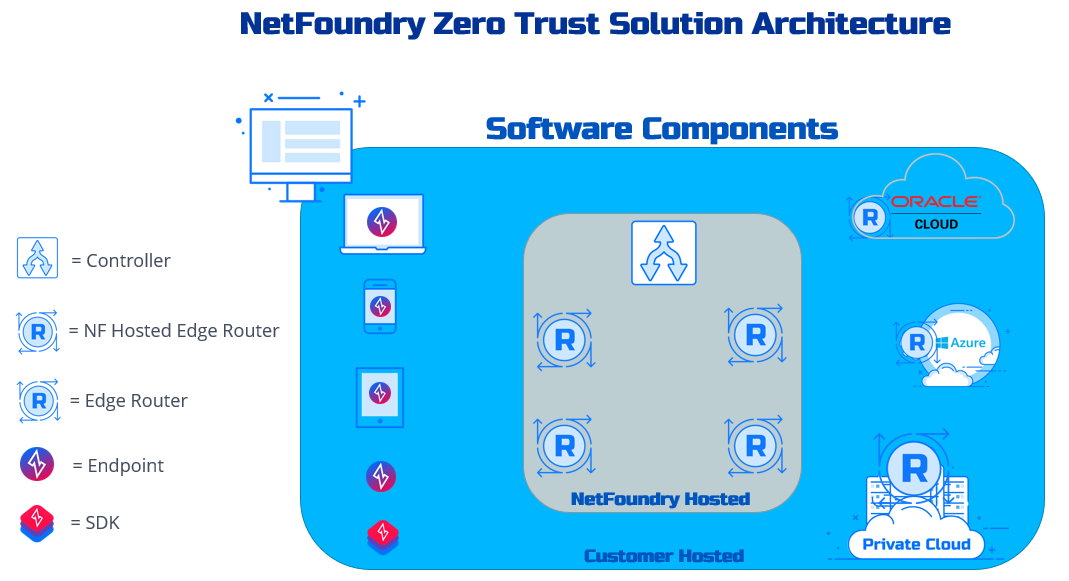 NetFoundry Zero Trust Solution Architecture
Software Components
= Controller
R = NF Hosted Edge Router
R = Edge Router
= Endpoint
= SDK
R
R
R
R
NetFoundry Hosted
R ORACLE
CLOUD
R Azure
R
Private Cloud
Customer Hosted